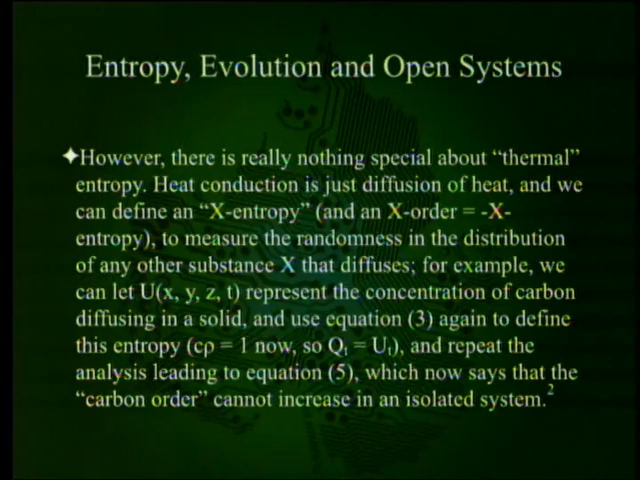 Entropy, Evolution and Open Systems
✦However, there is really nothing special about “thermal”
entropy. Heat conduction is just diffusion of heat, and we
can define an “X-entropy” (and an X-order = -X-
entropy), to measure the randomness in the distribution
of any other substance X that diffuses; for example, we
can let U(x, y, z, t) represent the concentration of carbon
diffusing in a solid, and use equation (3) again to define
this entropy (cρ = 1 now, so Qₜ = Uₜ), and repeat the
analysis leading to equation (5), which now says that the
“carbon order” cannot increase in an isolated system.²